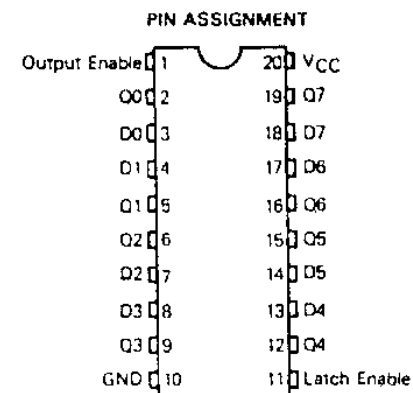 PIN ASSIGNMENT
Output Enable 1 20 VCC
Q0 2 19 Q7
D0 3 18 D7
D1 4 17 D6
Q1 5 16 Q6
Q2 6 15 Q5
D2 7 14 D5
D3 8 13 D4
Q3 9 12 Q4
GND 10 11 Latch Enable